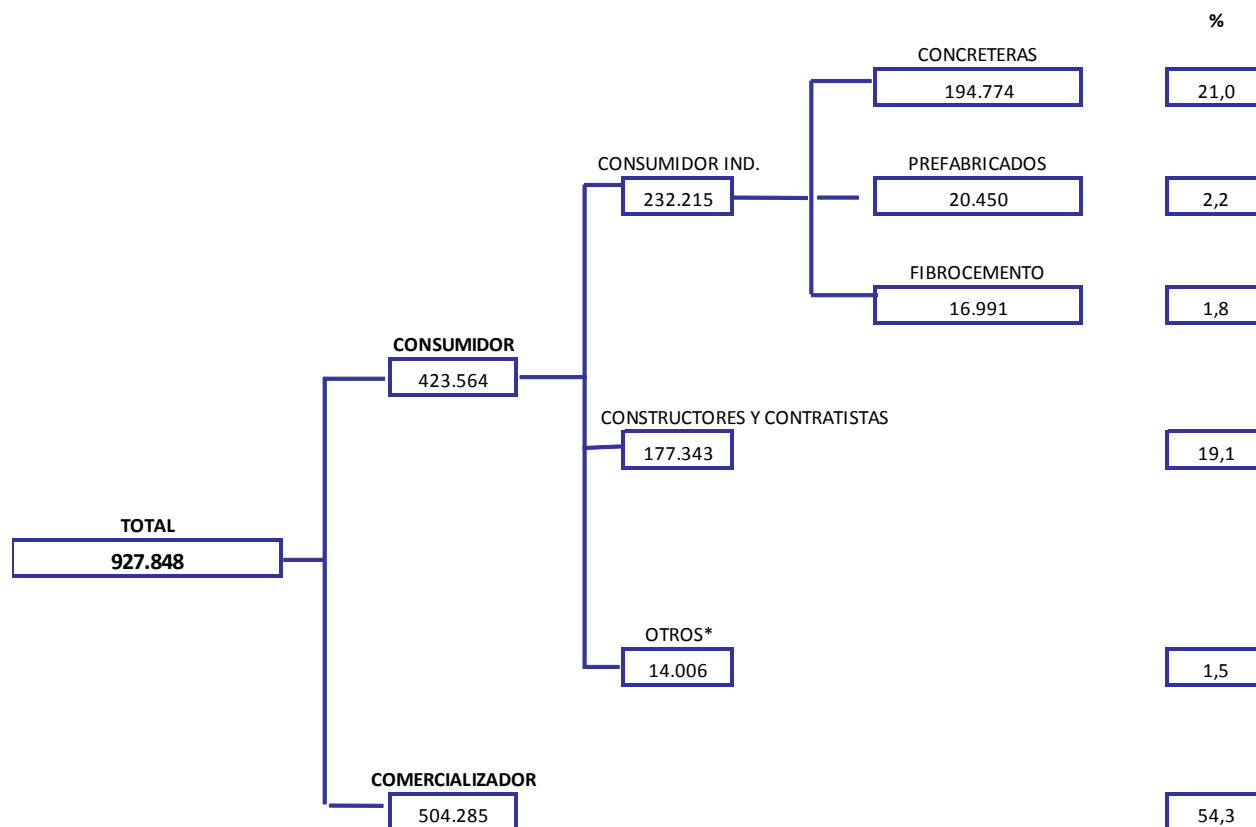 %
CONCRETERAS
194.774
21,0
CONSUMIDOR IND.
PREFABRICADOS
232.215
20.450
2,2
FIBROCEMENTO
16.991
1,8
CONSUMIDOR
423.564
CONSTRUCTORES Y CONTRATISTAS
177.343
19,1
TOTAL
927.848
OTROS*
14.006
1,5
COMERCIALIZADOR
504.285
54,3